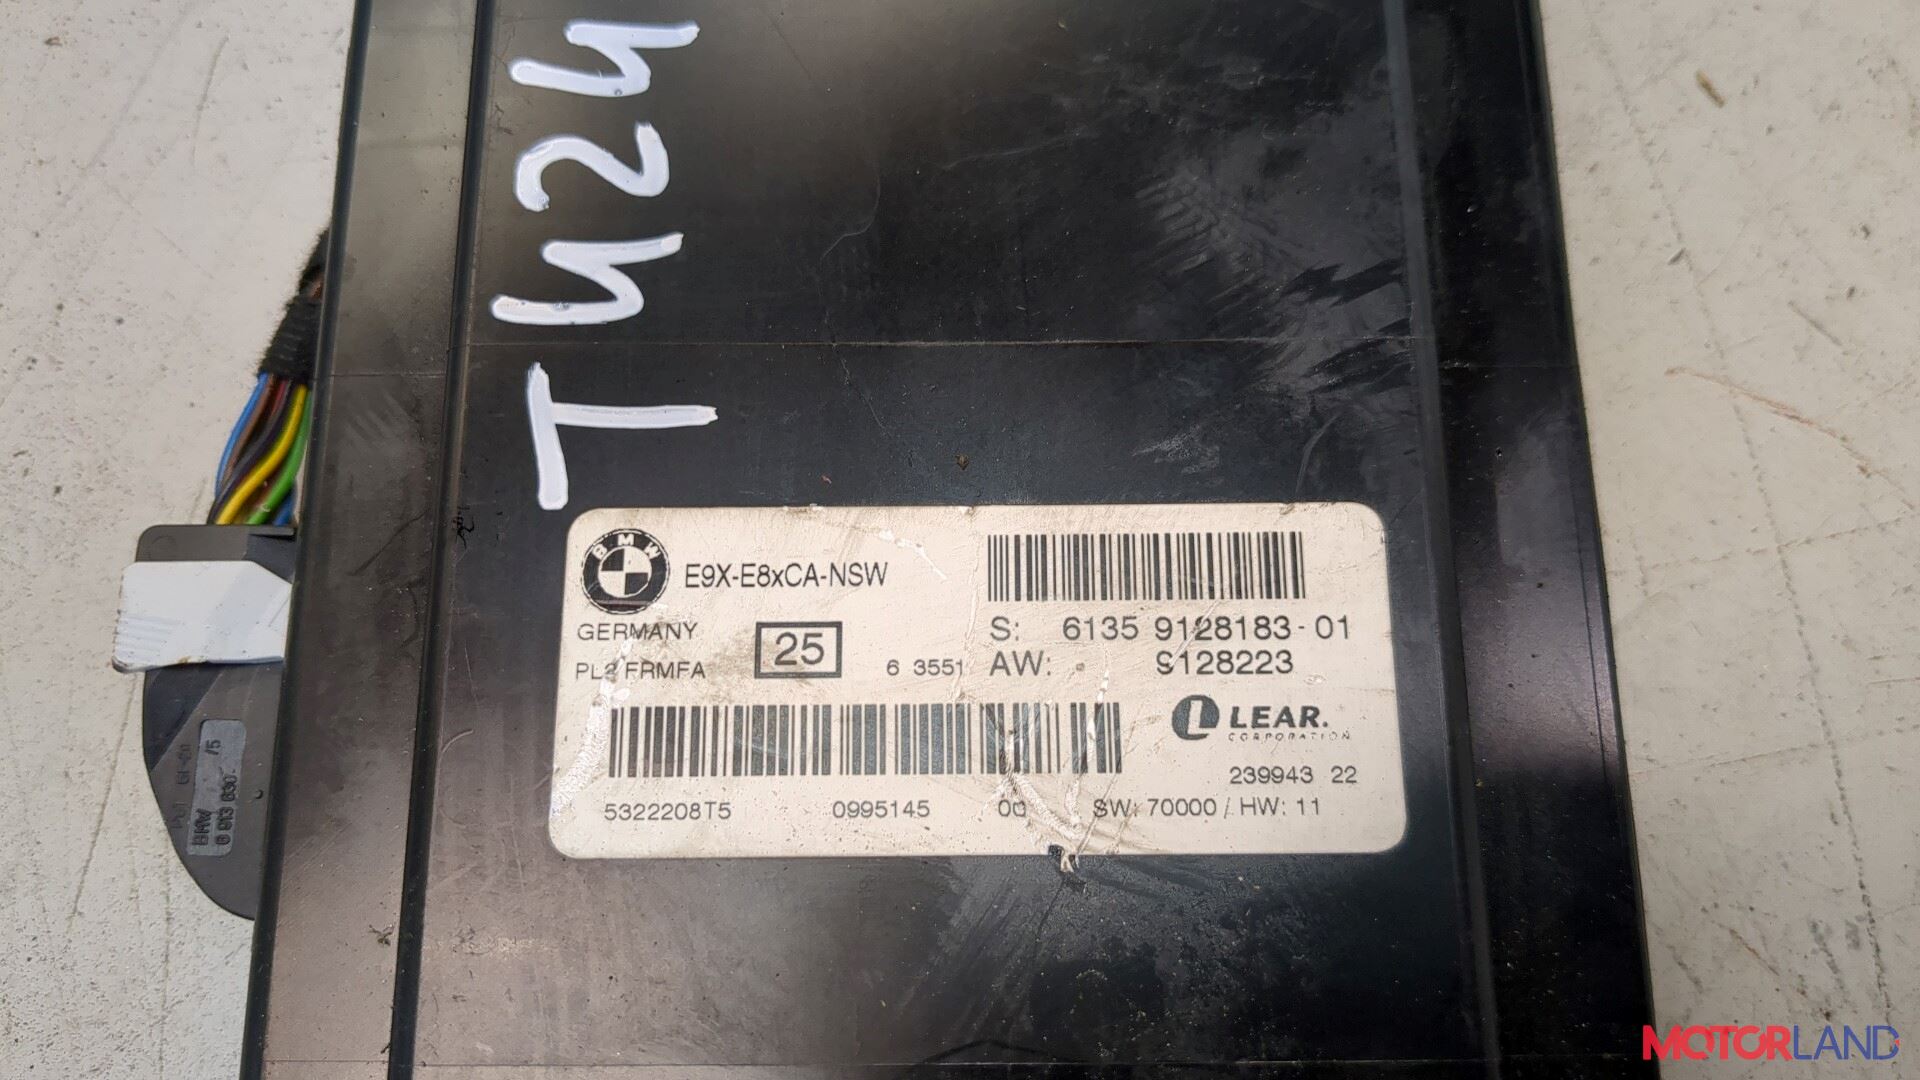 T424
BMW
E9X-E8xCA-NSW
GERMANY
PL2 FRMFA
25
6 3551
S: 6135 9128183-01
AW: 9128223
LEAR.
CORPORATION
239943 22
5322208T5 0995145 00 SW: 70000 / HW: 11
BMW
MOTORLAND